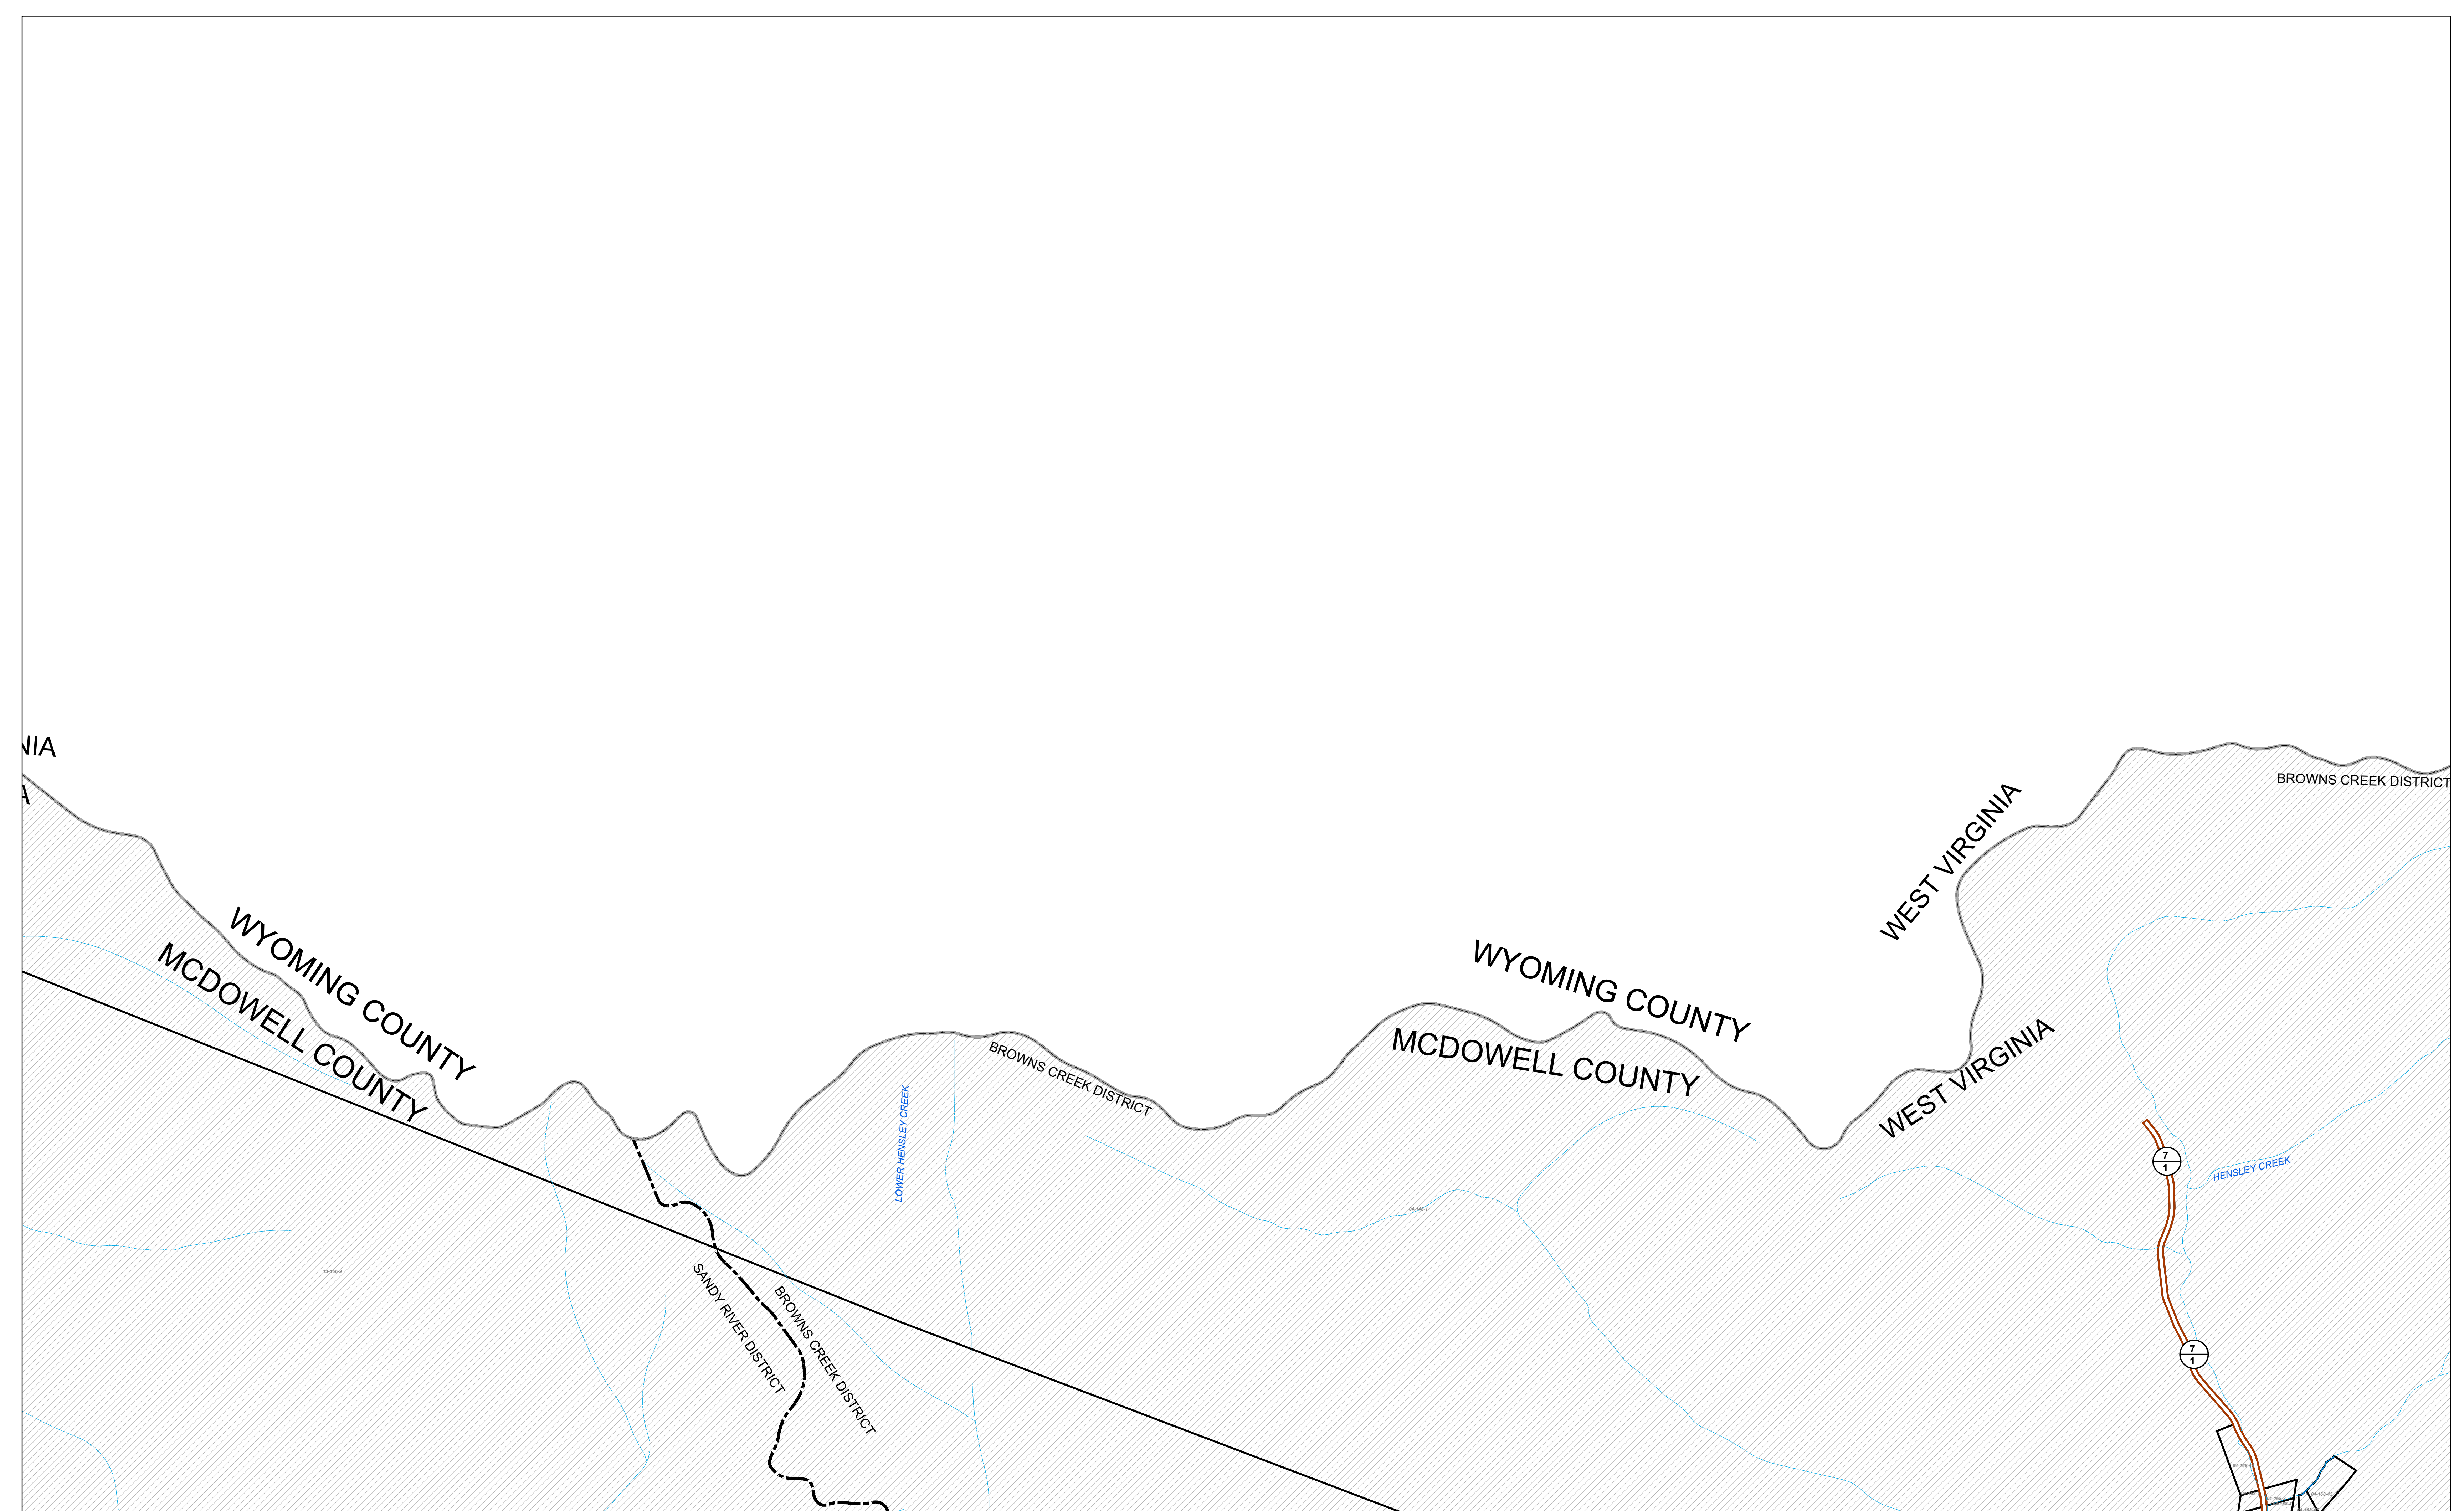 NIA
A
WEST VIRGINIA
BROWNS CREEK DISTRICT
WYOMING COUNTY
MCDOWELL COUNTY
WYOMING COUNTY
MCDOWELL COUNTY
WEST VIRGINIA
BROWNS CREEK DISTRICT
LOWER HENSLEY CREEK
7
1
HENSLEY CREEK
SANDY RIVER DISTRICT
BROWNS CREEK DISTRICT
7
1